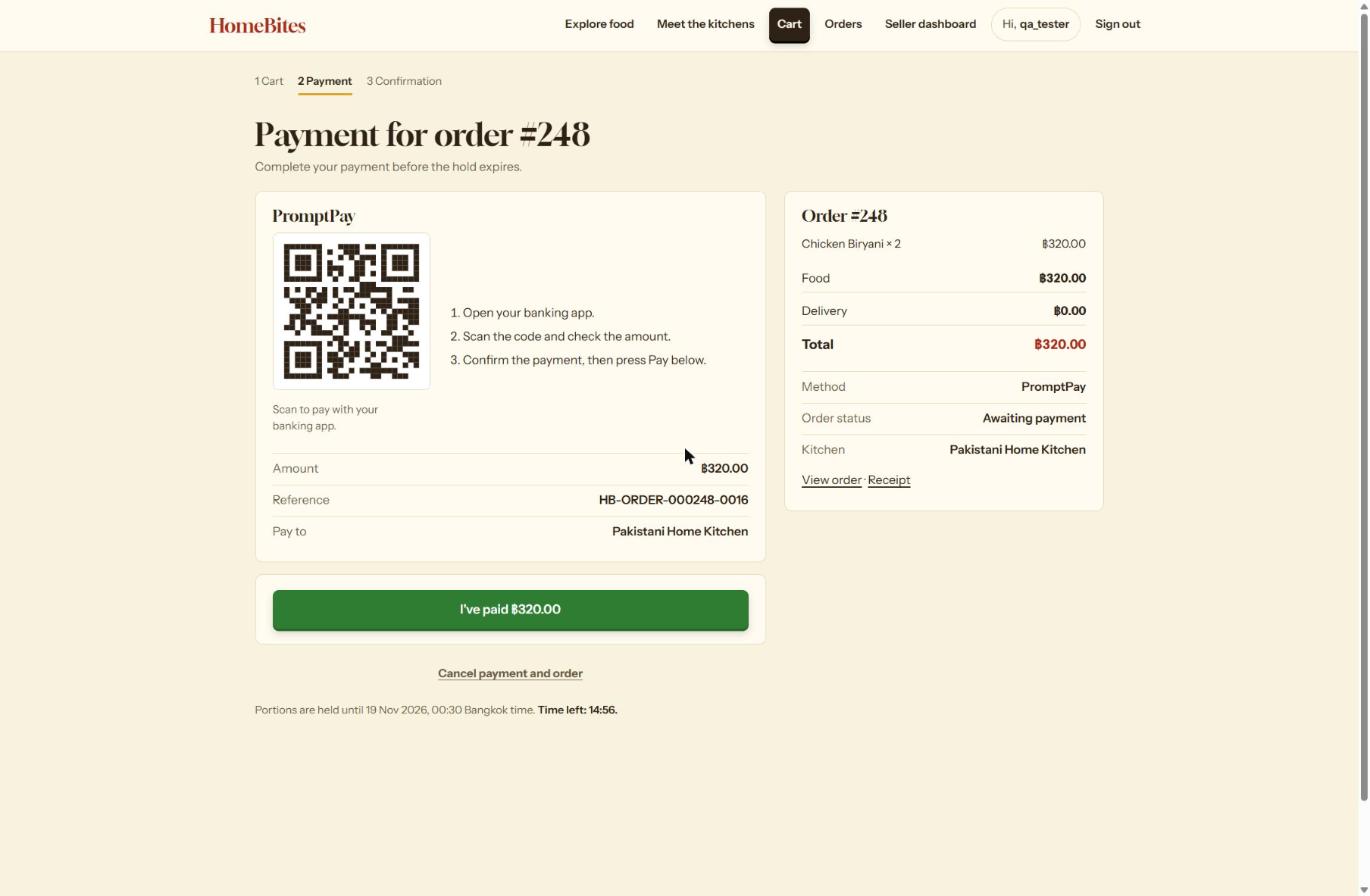 HomeBites
Explore food
Meet the kitchens
Cart
Orders
Seller dashboard
Hi, qa_tester
Sign out
1 Cart
2 Payment
3 Confirmation
Payment for order #248
Complete your payment before the hold expires.
PromptPay
1. Open your banking app.
2. Scan the code and check the amount.
3. Confirm the payment, then press Pay below.
Scan to pay with your
banking app.
Amount ฿320.00
Reference HB-ORDER-000248-0016
Pay to Pakistani Home Kitchen
I've paid ฿320.00
Cancel payment and order
Portions are held until 19 Nov 2026, 00:30 Bangkok time. Time left: 14:56.
Order #248
Chicken Biryani × 2 ฿320.00
Food ฿320.00
Delivery ฿0.00
Total ฿320.00
Method PromptPay
Order status Awaiting payment
Kitchen Pakistani Home Kitchen
View order · Receipt